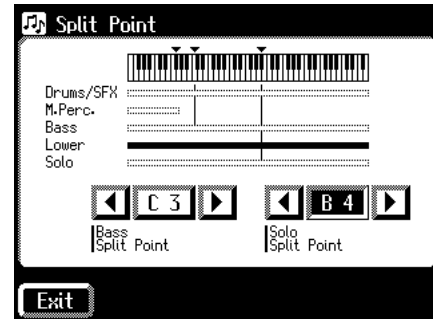 Split Point
Drums/SFX
M.Perc.
Bass
Lower
Solo
C 3
B 4
Bass
Split Point
Solo
Split Point
Exit